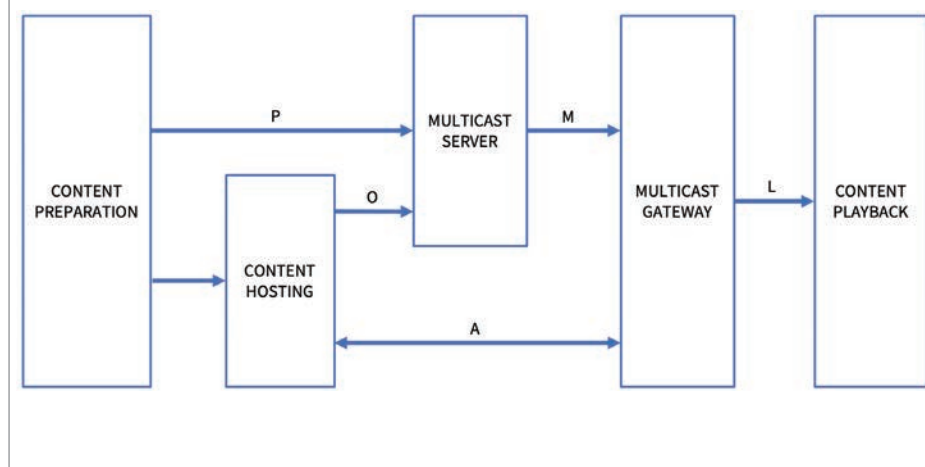 P
MULTICAST
SERVER
M
CONTENT
PREPARATION
O
MULTICAST
GATEWAY
L
CONTENT
PLAYBACK
CONTENT
HOSTING
A